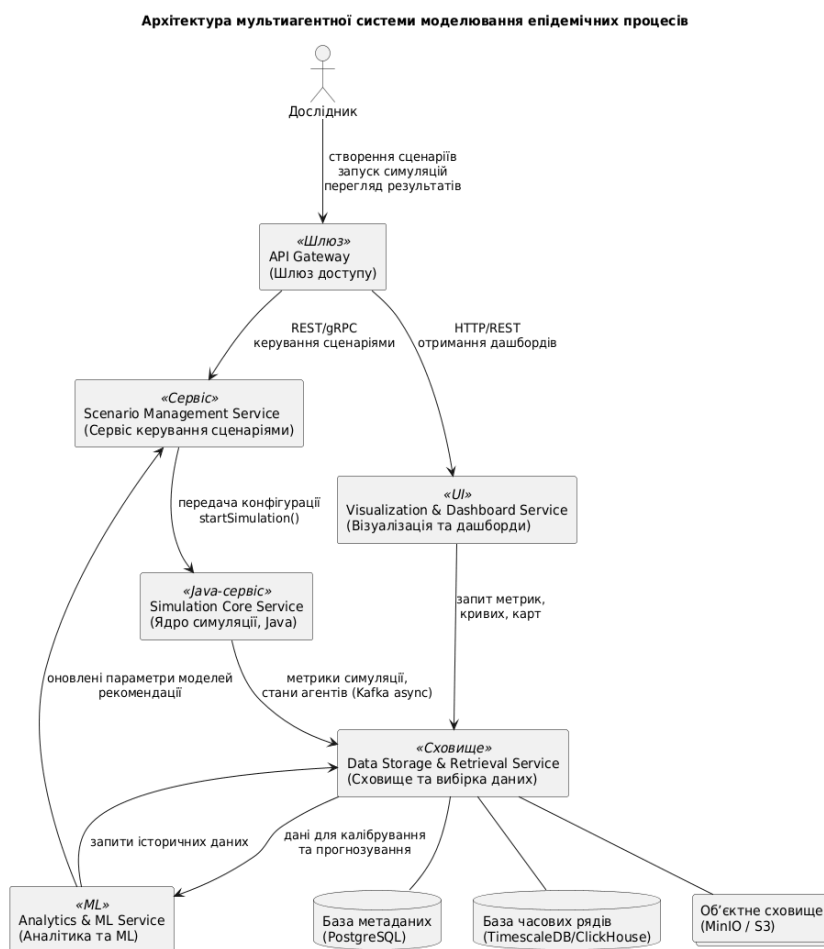 Архітектура мультиагентної системи моделювання епідемічних процесів
Дослідник
створення сценаріїв
запуск симуляцій
перегляд результатів
«Шлюз»
API Gateway
(Шлюз доступу)
REST/gRPC
керування сценаріями
HTTP/REST
отримання дашбордів
«Сервіс»
Scenario Management Service
(Сервіс керування сценаріями)
«UI»
Visualization & Dashboard Service
(Візуалізація та дашборди)
передача конфігурації
startSimulation()
«Java-сервіс»
Simulation Core Service
(Ядро симуляції, Java)
запит метрик,
кривих, карт
оновлені параметри моделей
рекомендації
метрики симуляції,
стани агентів (Kafka async)
«Сховище»
Data Storage & Retrieval Service
(Сховище та вибірка даних)
запити історичних даних
дані для калібрування
та прогнозування
«ML»
Analytics & ML Service
(Аналітика та ML)
База метаданих
(PostgreSQL)
База часових рядів
(TimescaleDB/ClickHouse)
Об’єктне сховище
(MinIO / S3)